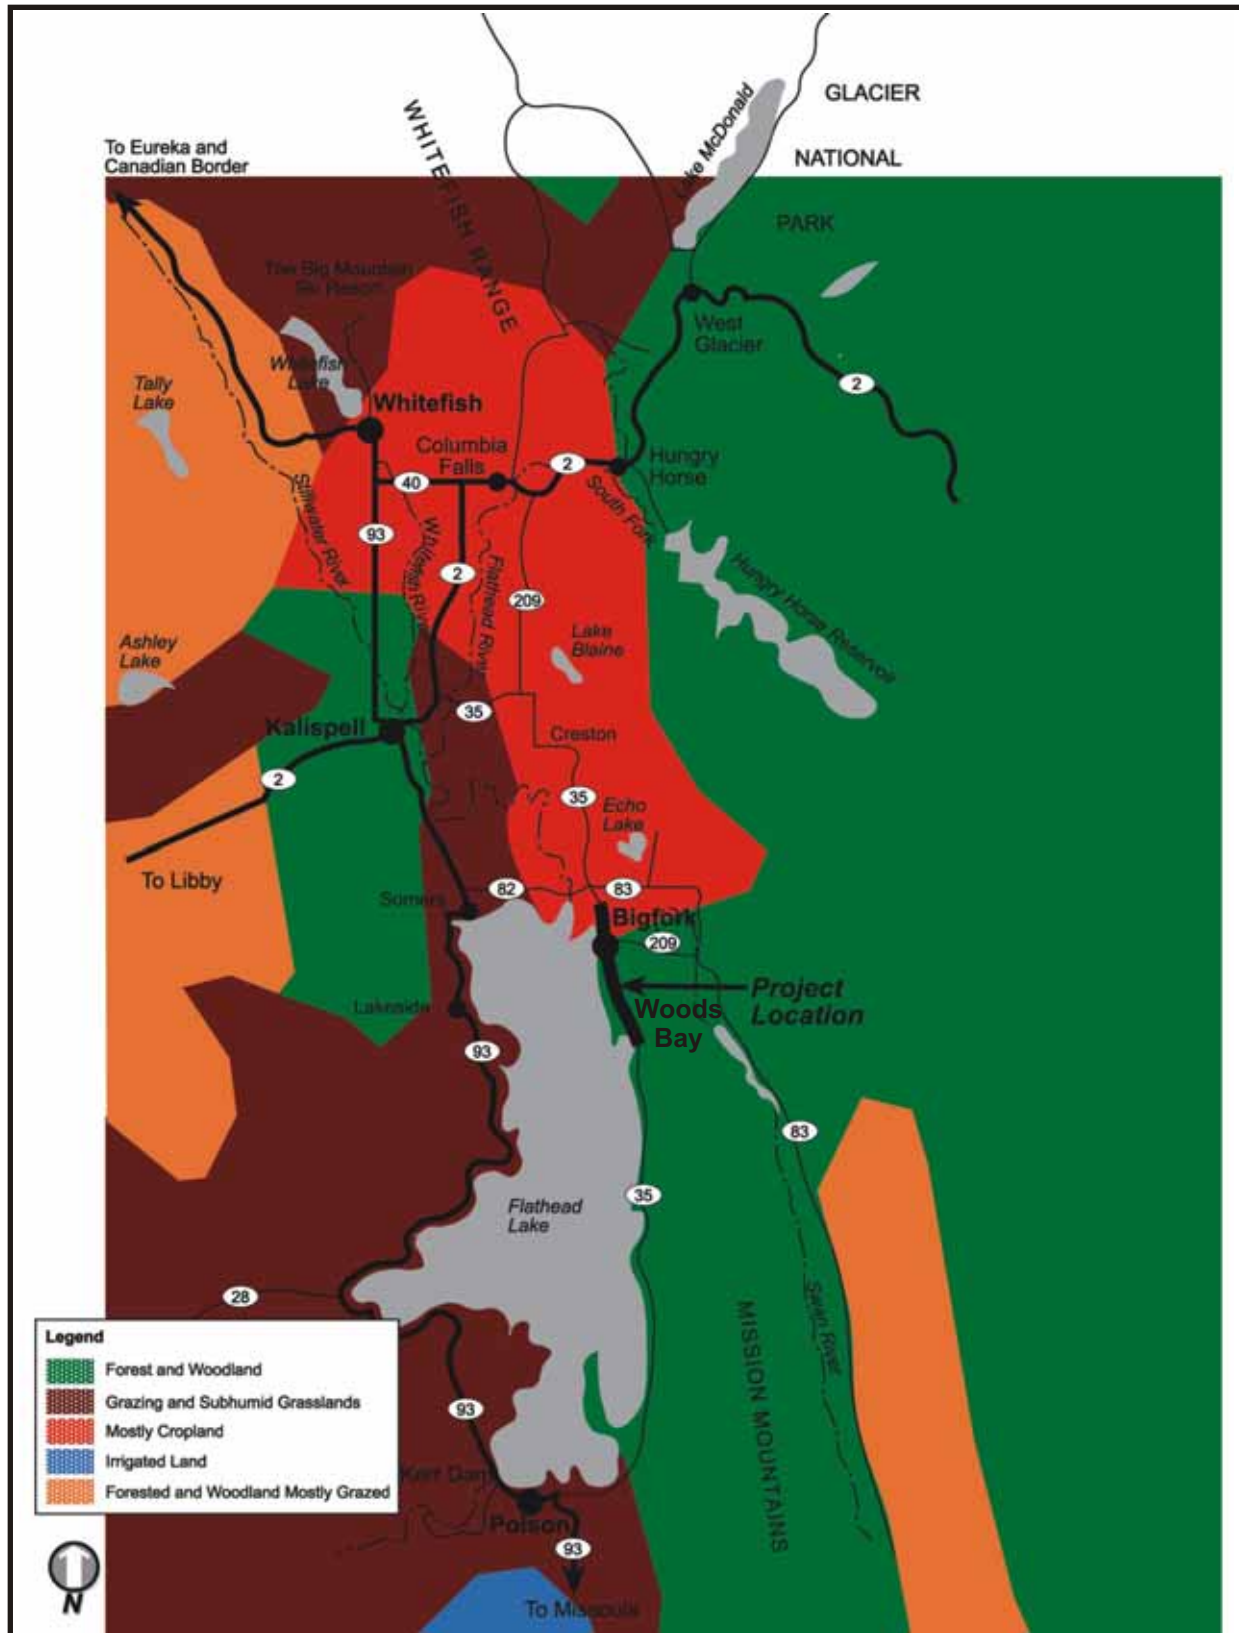 GLACIER
NATIONAL
PARK
Lake McDonald
WHITEFISH RANGE
To Eureka and
Canadian Border
The Big Mountain
Ski Resort
West
Glacier
2
Whitefish
Lake
Tally
Lake
Whitefish
Columbia
Falls
Hungry
Horse
2
40
South Fork
Stillwater River
93
Whitefish River
2
Flathead River
209
Hungry Horse Reservoir
Lake
Blaine
Ashley
Lake
35
Kalispell
Creston
2
35
Echo
Lake
To Libby
Somers
82
83
Bigfork
209
Project
Location
Lakeside
Woods
Bay
93
83
35
Flathead
Lake
28
Swan River
MISSION MOUNTAINS
Legend
Forest and Woodland
Grazing and Subhumid Grasslands
Mostly Cropland
Irrigated Land
Forested and Woodland Mostly Grazed
93
Kerr Dam
Polson
93
To Missoula
N